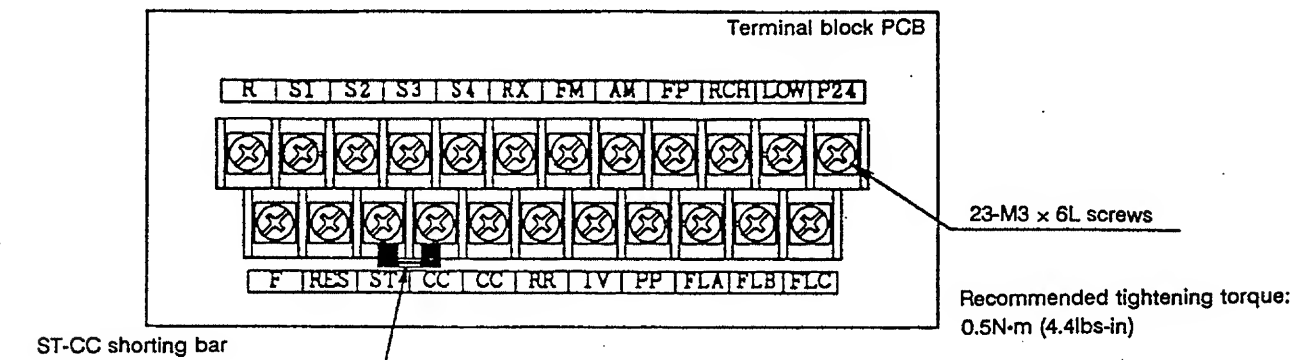 Terminal block PCB
R S1 S2 S3 S4 RX FM AM FP RCH LOW P24
23-M3 × 6L screws
F RES ST CC CC RR IV PP FLA FLB FLC
Recommended tightening torque:
0.5N•m (4.4lbs-in)
ST-CC shorting bar